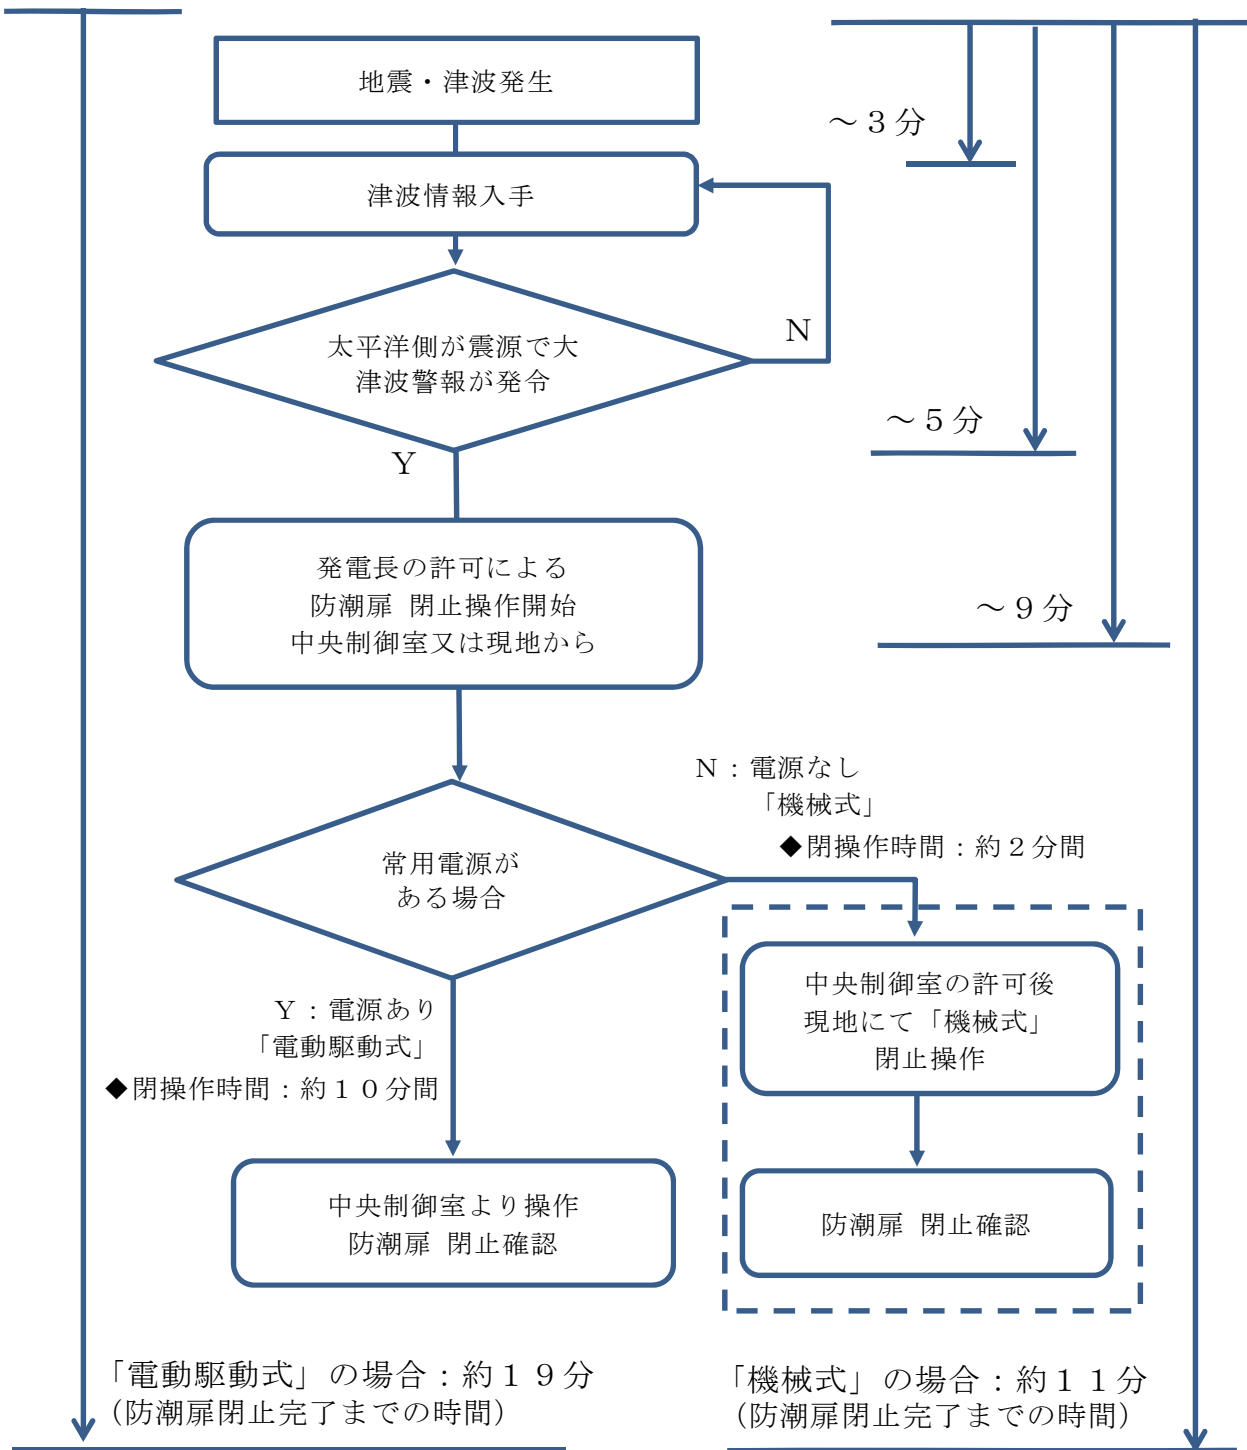 地震・津波発生
～３分
津波情報入手
太平洋側が震源で大
津波警報が発令
Ｎ
～５分
Ｙ
発電長の許可による
防潮扉 閉止操作開始
中央制御室又は現地から
～９分
Ｎ：電源なし
「機械式」
◆閉操作時間：約２分間
常用電源が
ある場合
Ｙ：電源あり
「電動駆動式」
◆閉操作時間：約１０分間
中央制御室の許可後
現地にて「機械式」
閉止操作
中央制御室より操作
防潮扉 閉止確認
防潮扉 閉止確認
「電動駆動式」の場合：約１９分
（防潮扉閉止完了までの時間）
「機械式」の場合：約１１分
（防潮扉閉止完了までの時間）